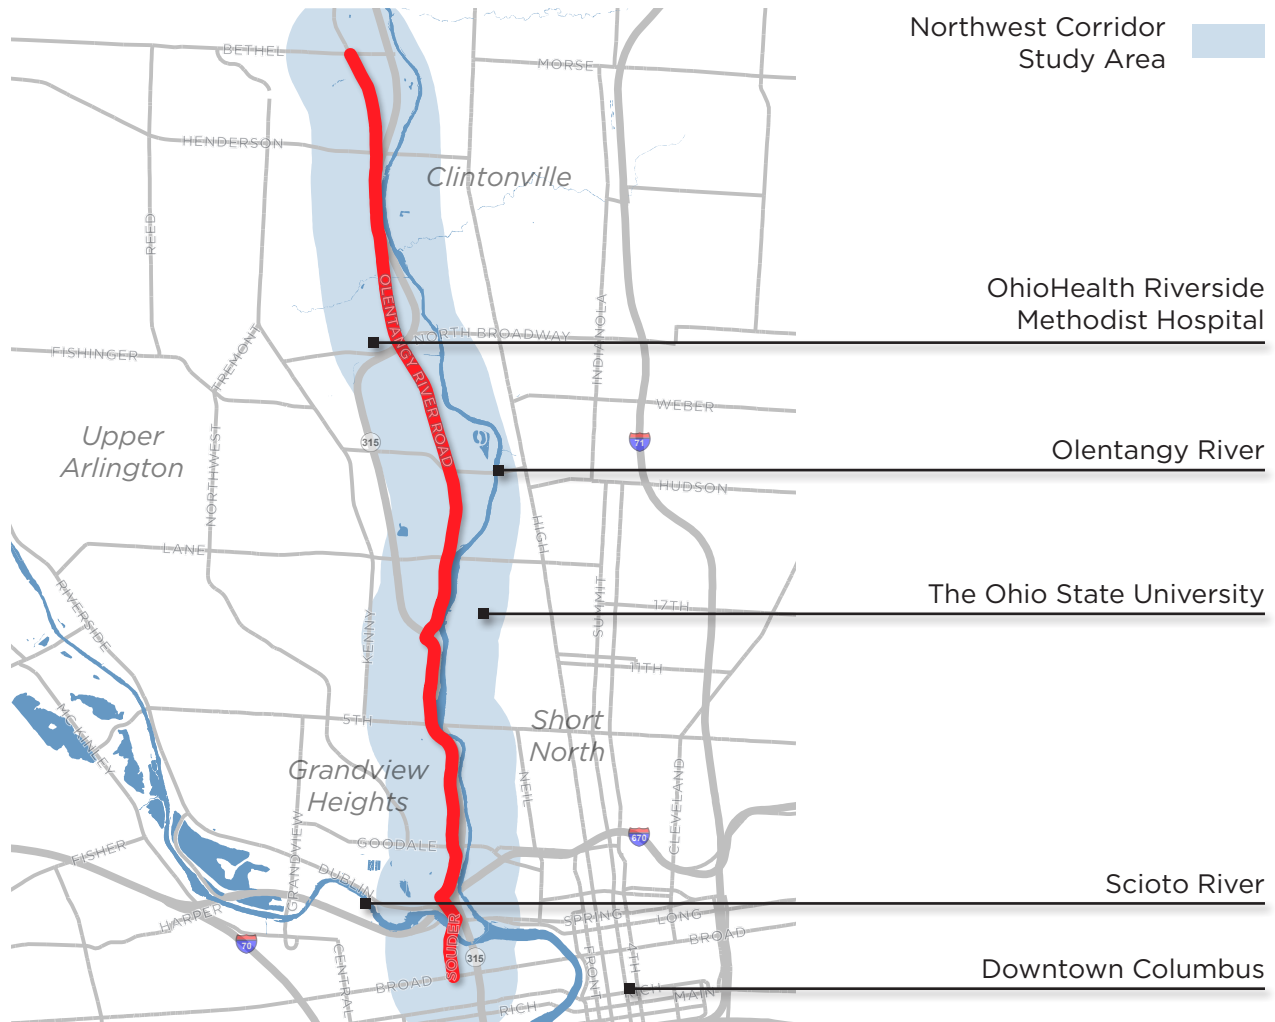 Northwest Corridor
Study Area
BETHEL
MORSE
HENDERSON
Clintonville
REED
OLENTANGY RIVER ROAD
OhioHealth Riverside
Methodist Hospital
NORTH BROADWAY
INDIANOLA
FISHINGER
TREMONT
WEBER
Upper
Arlington
315
71
Olentangy River
NORTHWEST
HUDSON
HIGH
LANE
RIVERSIDE
KENNY
SUMMIT
17TH
The Ohio State University
11TH
MC KINLEY
5TH
Short
North
Grandview
Heights
NEIL
CLEVELAND
670
GOODALE
FISHER
GRANDVIEW
DUBLIN
Scioto River
HARPER
SPRING
LONG
70
SOUDER
BROAD
315
CENTRAL
FRONT
4TH
Downtown Columbus
BROAD
MAIN
RICH